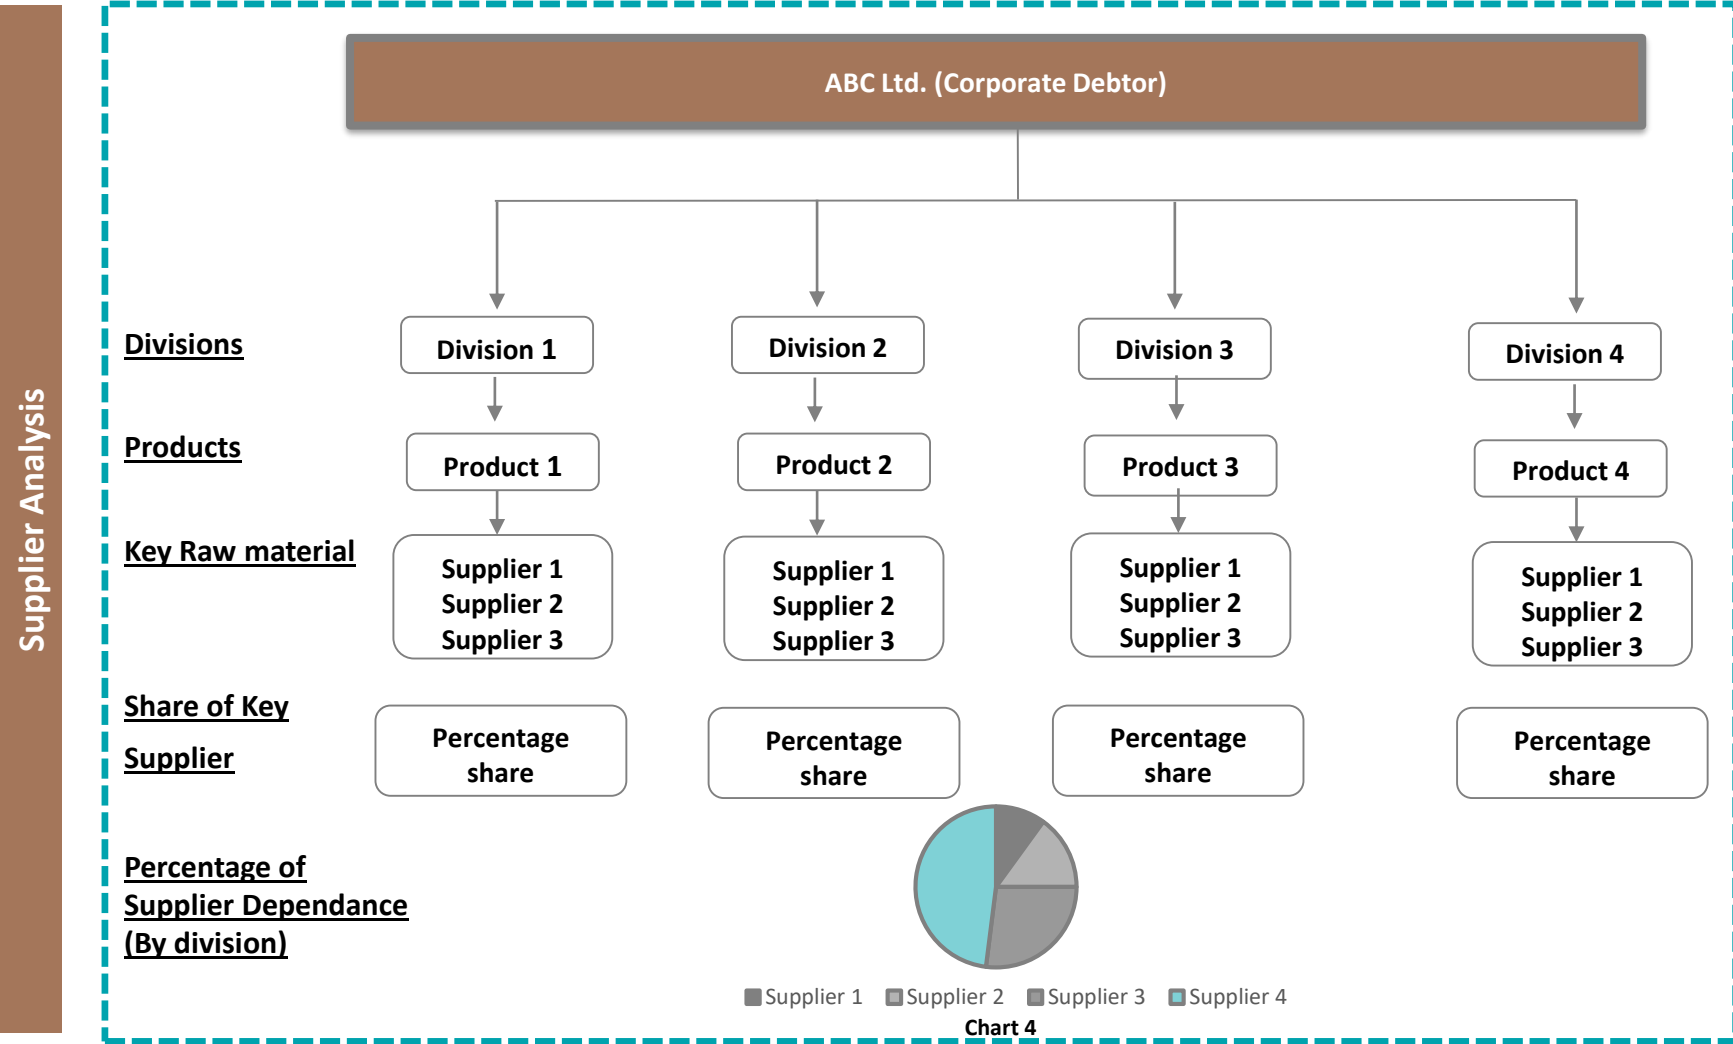 Supplier Analysis
ABC Ltd. (Corporate Debtor)
Divisions
Division 1
Division 2
Division 3
Division 4
Products
Product 1
Product 2
Product 3
Product 4
Key Raw material
Supplier 1
Supplier 2
Supplier 3
Supplier 1
Supplier 2
Supplier 3
Supplier 1
Supplier 2
Supplier 3
Supplier 1
Supplier 2
Supplier 3
Share of Key
Supplier
Percentage
share
Percentage
share
Percentage
share
Percentage
share
Percentage of
Supplier Dependance
(By division)
Supplier 1
Supplier 2
Supplier 3
Supplier 4
Chart 4